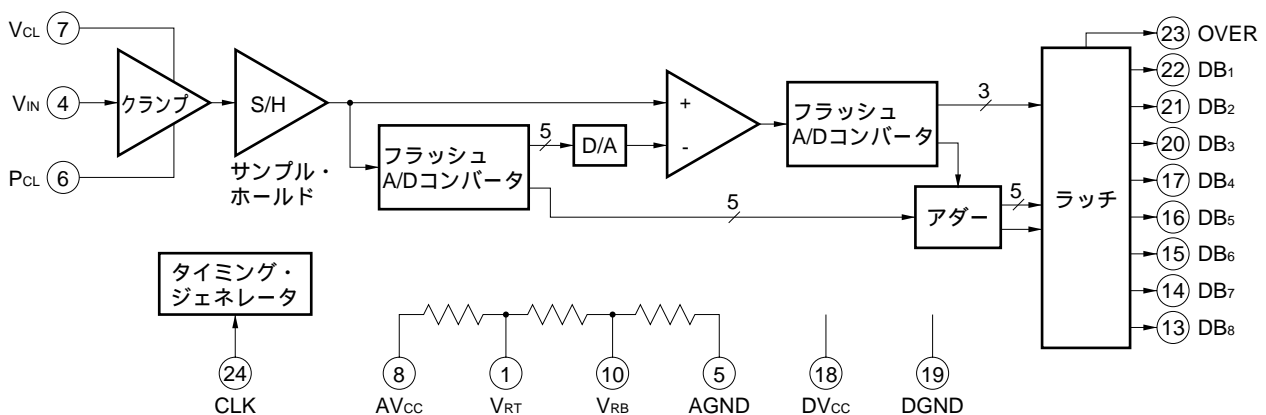 VCL 7
23 OVER
VIN 4
クランプ
S/H
サンプル・
ホールド
PCL 6
フラッシュ
A/Dコンバータ
5
D/A
+
-
フラッシュ
A/Dコンバータ
3
5
アダー
5
ラッチ
22 DB1
21 DB2
20 DB3
17 DB4
16 DB5
15 DB6
14 DB7
13 DB8
タイミング・
ジェネレータ
24
CLK
8
AVCC
1
VRT
10
VRB
5
AGND
18
DVCC
19
DGND